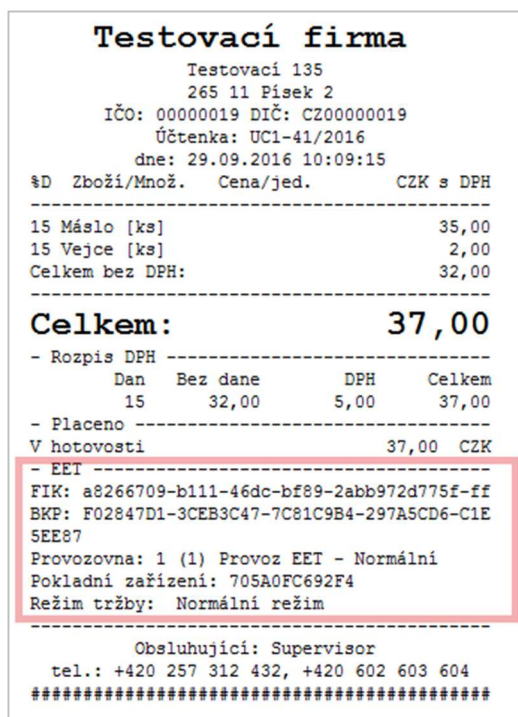 Testovací firma
Testovací 135
265 11 Písek 2
IČO: 00000019 DIČ: CZ00000019
Účtenka: UC1-41/2016
dne: 29.09.2016 10:09:15
%D Zboží/Množ. Cena/jed. CZK s DPH
--------------------------------------------
15 Máslo [ks] 35,00
15 Vejce [ks] 2,00
Celkem bez DPH: 32,00
--------------------------------------------
Celkem: 37,00
- Rozpis DPH -------------------------------
Dan Bez dane DPH Celkem
15 32,00 5,00 37,00
- Placeno ----------------------------------
V hotovosti 37,00 CZK
- EET --------------------------------------
FIK: a8266709-b111-46dc-bf89-2abb972d775f-ff
BKP: F02847D1-3CEB3C47-7C81C9B4-297A5CD6-C1E
5EE87
Provozovna: 1 (1) Provoz EET - Normální
Pokladní zařízení: 705A0FC692F4
Režim tržby: Normální režim
--------------------------------------------
Obsluhující: Supervisor
tel.: +420 257 312 432, +420 602 603 604
############################################